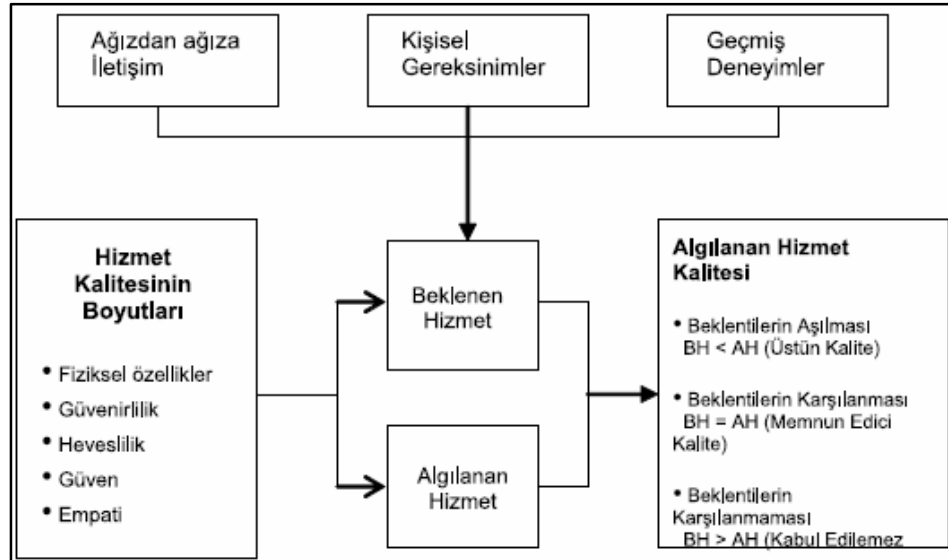 Ağızdan ağıza
İletişim
Kişisel
Gereksinimler
Geçmiş
Deneyimler
Hizmet
Kalitesinin
Boyutları
• Fiziksel özellikler
• Güvenirlilik
• Heveslilik
• Güven
• Empati
Beklenen
Hizmet
Algılanan
Hizmet
Algılanan Hizmet
Kalitesi
• Beklentilerin Aşılması
BH < AH (Üstün Kalite)
• Beklentilerin Karşılanması
BH = AH (Memnun Edici
Kalite)
• Beklentilerin
Karşılanmaması
BH > AH (Kabul Edilemez